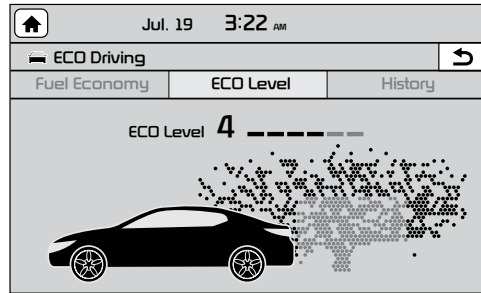 Jul. 19 3:22 AM
ECO Driving
Fuel Economy ECO Level History
ECO Level 4